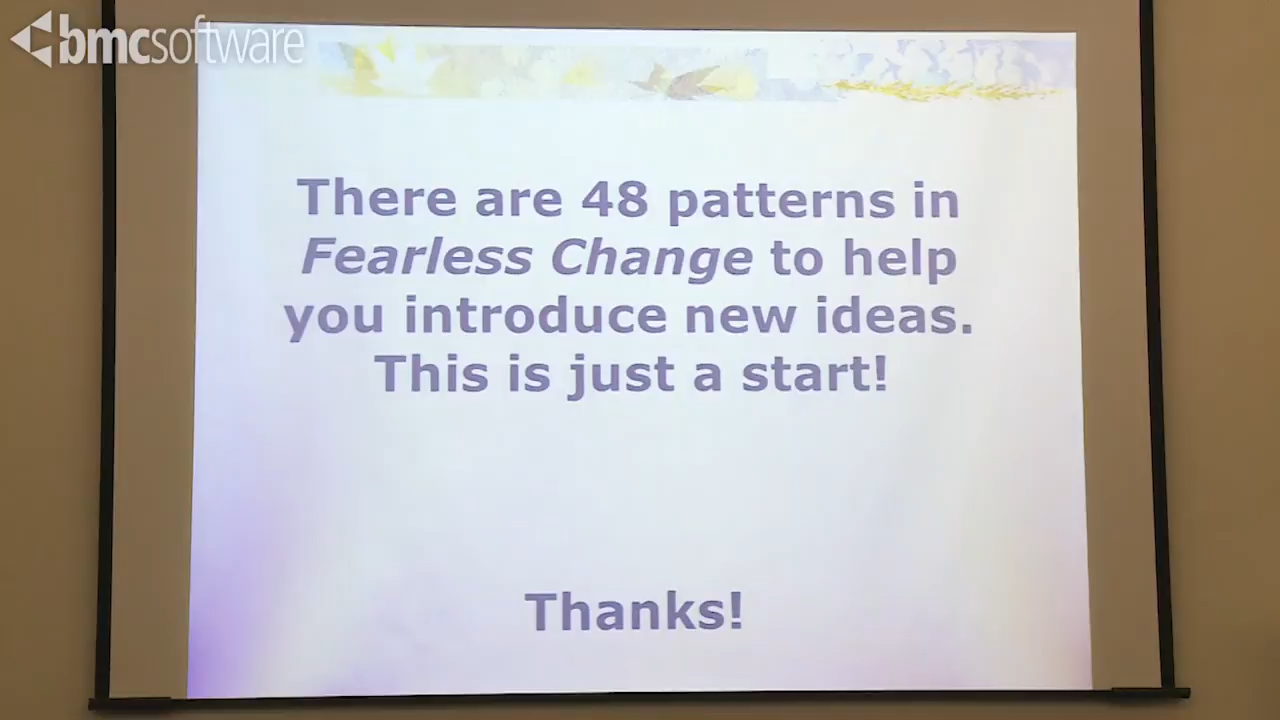 bmcsoftware
There are 48 patterns in
Fearless Change to help
you introduce new ideas.
This is just a start!
Thanks!